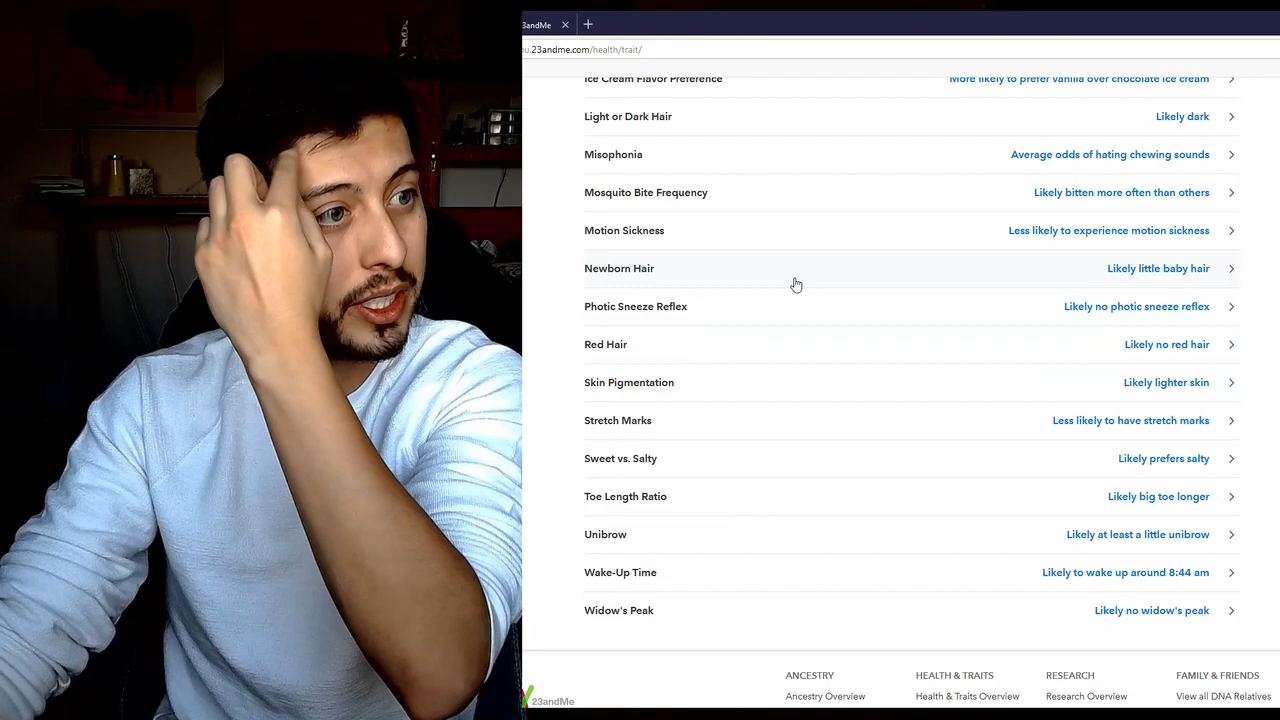 3andMe
u.23andme.com/health/trait/
Ice Cream Flavor Preference More likely to prefer vanilla over chocolate ice cream
Light or Dark Hair Likely dark
Misophonia Average odds of hating chewing sounds
Mosquito Bite Frequency Likely bitten more often than others
Motion Sickness Less likely to experience motion sickness
Newborn Hair Likely little baby hair
Photic Sneeze Reflex Likely no photic sneeze reflex
Red Hair Likely no red hair
Skin Pigmentation Likely lighter skin
Stretch Marks Less likely to have stretch marks
Sweet vs. Salty Likely prefers salty
Toe Length Ratio Likely big toe longer
Unibrow Likely at least a little unibrow
Wake-Up Time Likely to wake up around 8:44 am
Widow's Peak Likely no widow's peak
ANCESTRY HEALTH & TRAITS RESEARCH FAMILY & FRIENDS
23andMe Ancestry Overview Health & Traits Overview Research Overview View all DNA Relatives